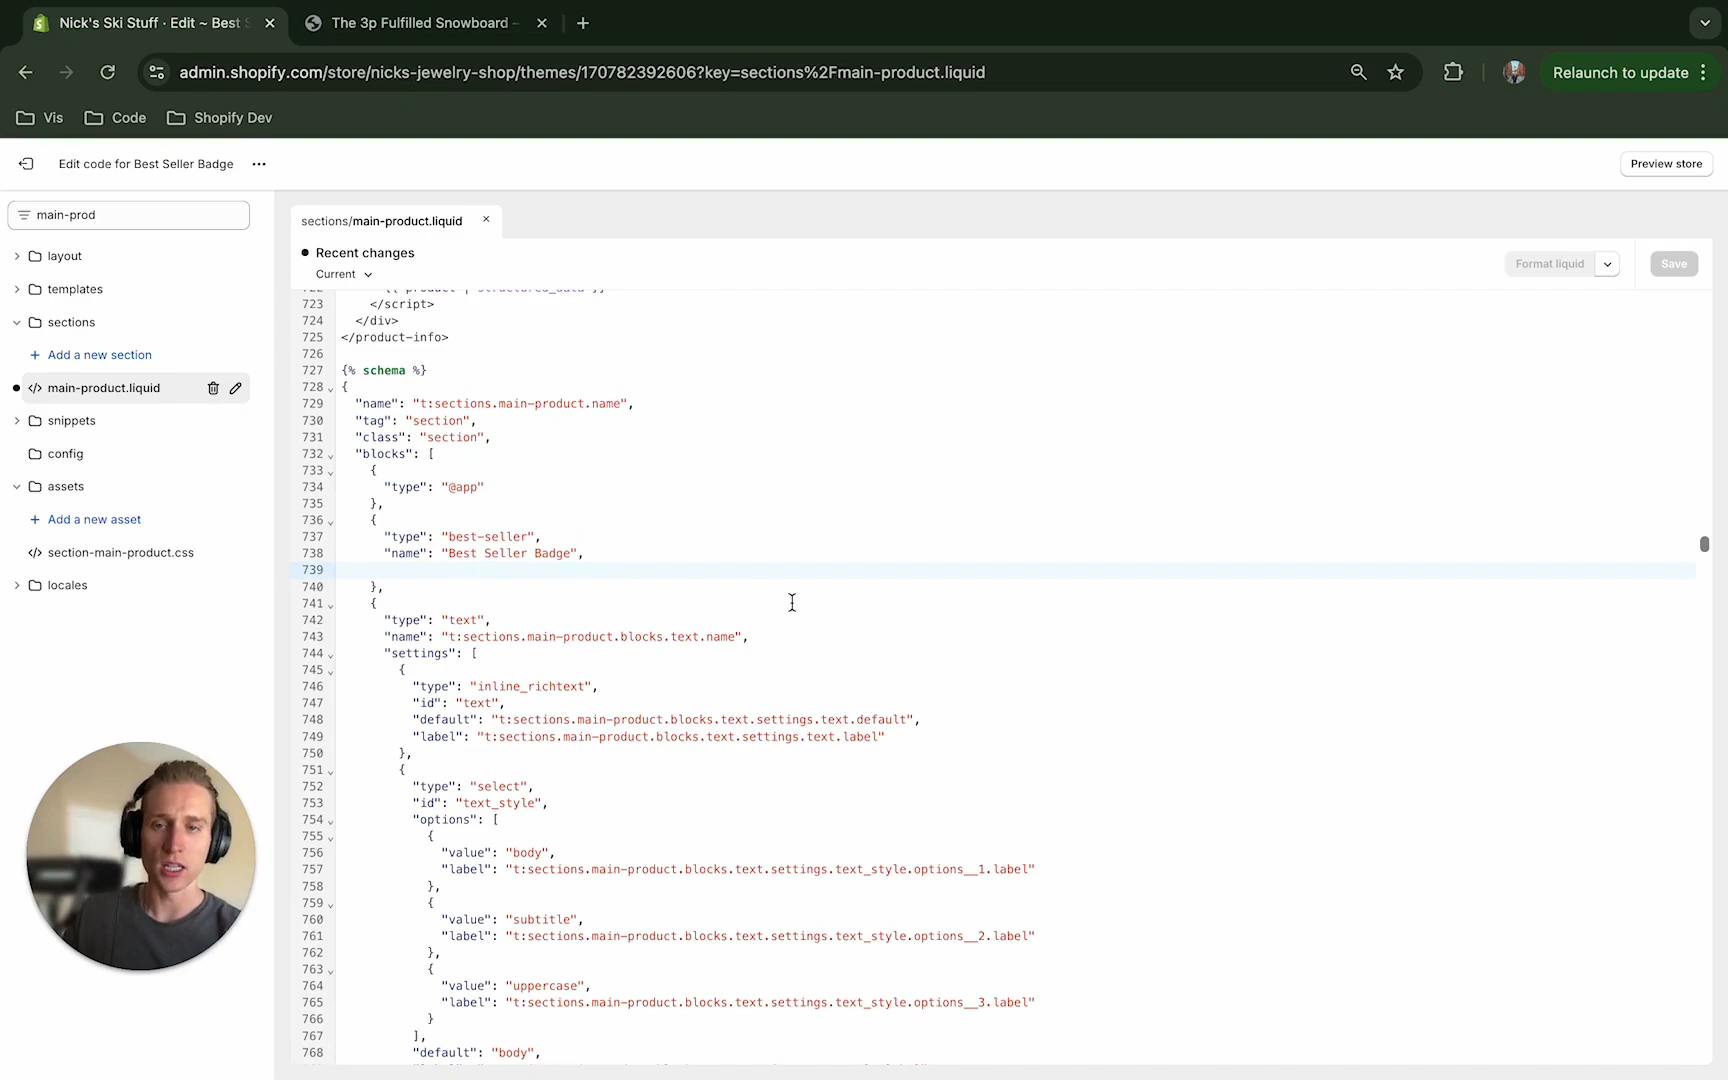 Nick's Ski Stuff · Edit ~ Best S
The 3p Fulfilled Snowboard –
admin.shopify.com/store/nicks-jewelry-shop/themes/170782392606?key=sections%2Fmain-product.liquid
Relaunch to update
Vis
Code
Shopify Dev
Edit code for Best Seller Badge
Preview store
main-prod
layout
templates
sections
Add a new section
main-product.liquid
snippets
config
assets
Add a new asset
section-main-product.css
locales
sections/main-product.liquid
Recent changes
Current
Format liquid
Save
722 {{ product | structured_data }}
723 </script>
724 </div>
725 </product-info>
726
727 {% schema %}
728 {
729 "name": "t:sections.main-product.name",
730 "tag": "section",
731 "class": "section",
732 "blocks": [
733 {
734 "type": "@app"
735 },
736 {
737 "type": "best-seller",
738 "name": "Best Seller Badge",
739
740 },
741 {
742 "type": "text",
743 "name": "t:sections.main-product.blocks.text.name",
744 "settings": [
745 {
746 "type": "inline_richtext",
747 "id": "text",
748 "default": "t:sections.main-product.blocks.text.settings.text.default",
749 "label": "t:sections.main-product.blocks.text.settings.text.label"
750 },
751 {
752 "type": "select",
753 "id": "text_style",
754 "options": [
755 {
756 "value": "body",
757 "label": "t:sections.main-product.blocks.text.settings.text_style.options__1.label"
758 },
759 {
760 "value": "subtitle",
761 "label": "t:sections.main-product.blocks.text.settings.text_style.options__2.label"
762 },
763 {
764 "value": "uppercase",
765 "label": "t:sections.main-product.blocks.text.settings.text_style.options__3.label"
766 }
767 ],
768 "default": "body",